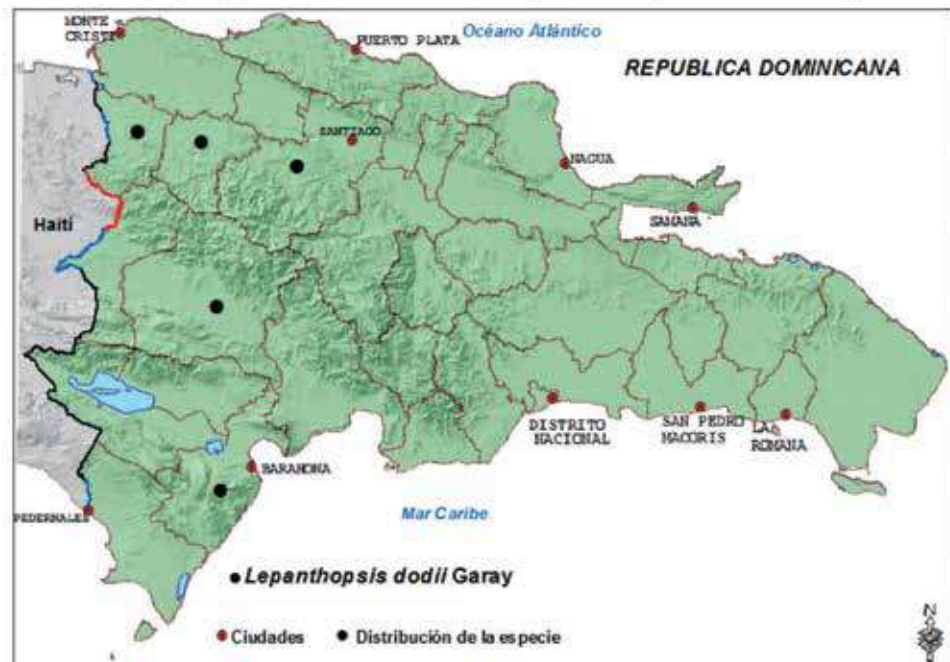 MONTE
CRISTI
PUERTO PLATA
Océano Atlántico
REPUBLICA DOMINICANA
SANTIAGO
NAGUA
SAMANA
Haití
DISTRITO
NACIONAL
SAN PEDRO
MACORIS
LA
ROMANA
BARAHONA
PEDERNALES
Mar Caribe
Lepanthopsis dodii Garay
Ciudades
Distribución de la especie
N